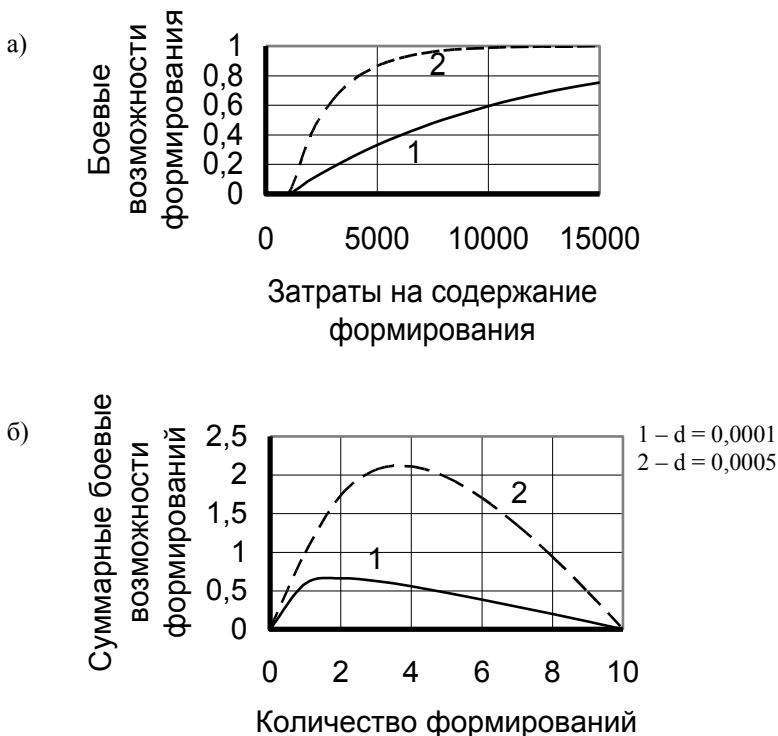 а)
Боевые
возможности
формирования
1
0,8
0,6
0,4
0,2
0
2
1
0 5000 10000 15000
Затраты на содержание
формирования
б)
Суммарные боевые
возможности
формирований
2,5
2
1,5
1
0,5
0
2
1
1 – d = 0,0001
2 – d = 0,0005
0 2 4 6 8 10
Количество формирований